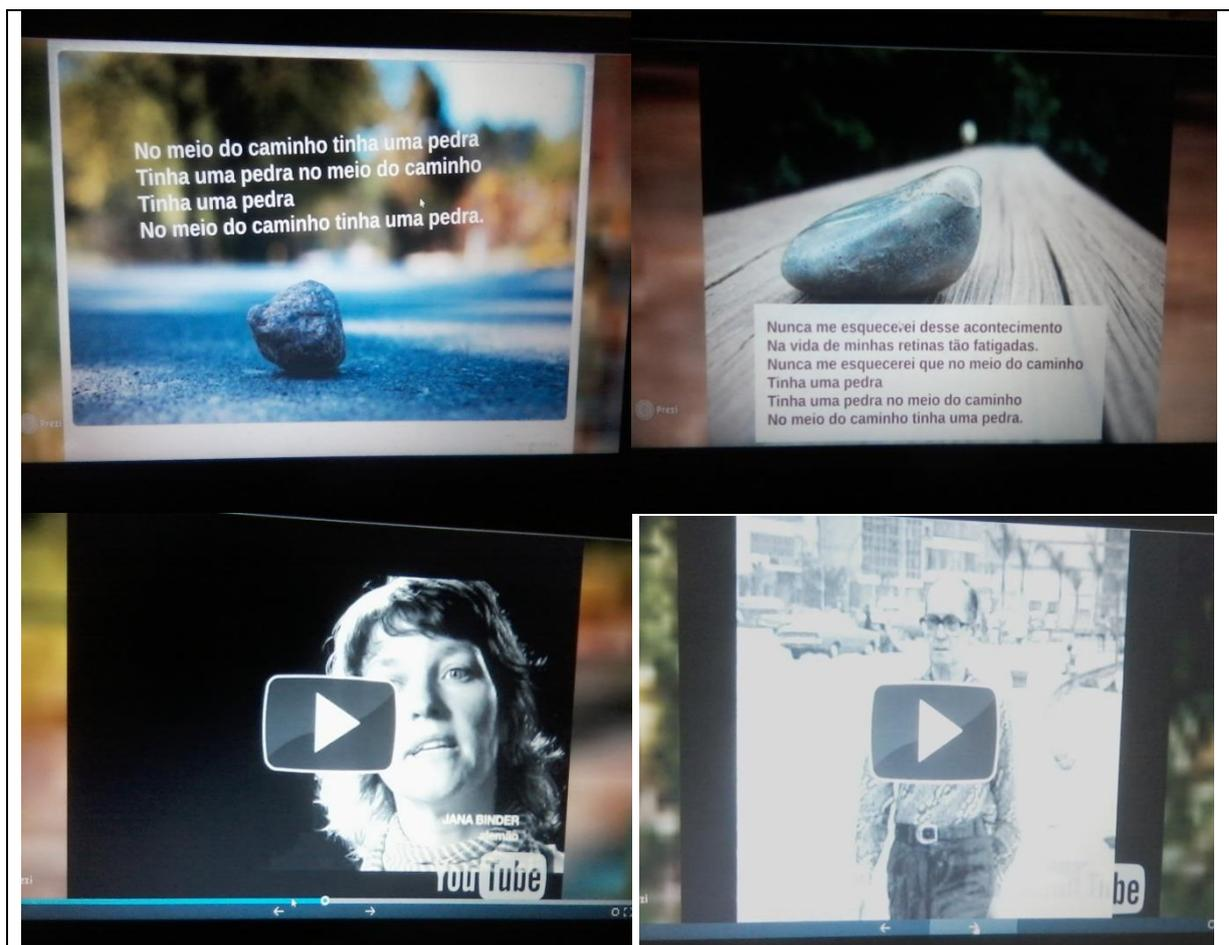 No meio do caminho tinha uma pedra
Tinha uma pedra no meio do caminho
Tinha uma pedra
No meio do caminho tinha uma pedra.
Prezi
Nunca me esquecerei desse acontecimento
Na vida de minhas retinas tão fatigadas.
Nunca me esquecerei que no meio do caminho
Tinha uma pedra
Tinha uma pedra no meio do caminho
No meio do caminho tinha uma pedra.
Prezi
JANA BINDER
alemão
YouTube
zi
be
zi